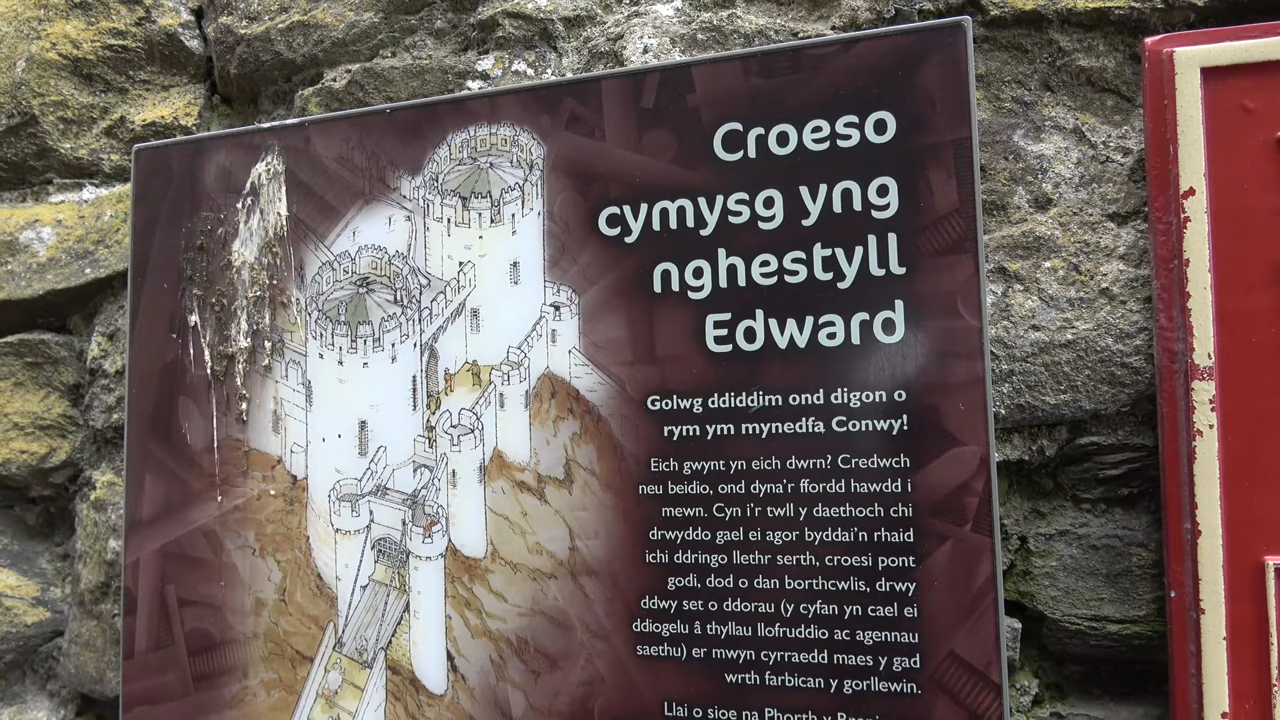 Croeso
cymysg yng
nghestyll
Edward
Golwg ddiddim ond digon o
rym ym mynedfa Conwy!
Eich gwynt yn eich dwrn? Credwch
neu beidio, ond dyna'r ffordd hawdd i
mewn. Cyn i'r twll y daethoch chi
drwyddo gael ei agor byddai'n rhaid
ichi ddringo llethr serth, croesi pont
godi, dod o dan borthcwlis, drwy
ddwy set o ddorau (y cyfan yn cael ei
ddiogelu â thyllau llofruddio ac agennau
saethu) er mwyn cyrraedd maes y gad
wrth farbican y gorllewin.
Llai o sioe na Phorth y